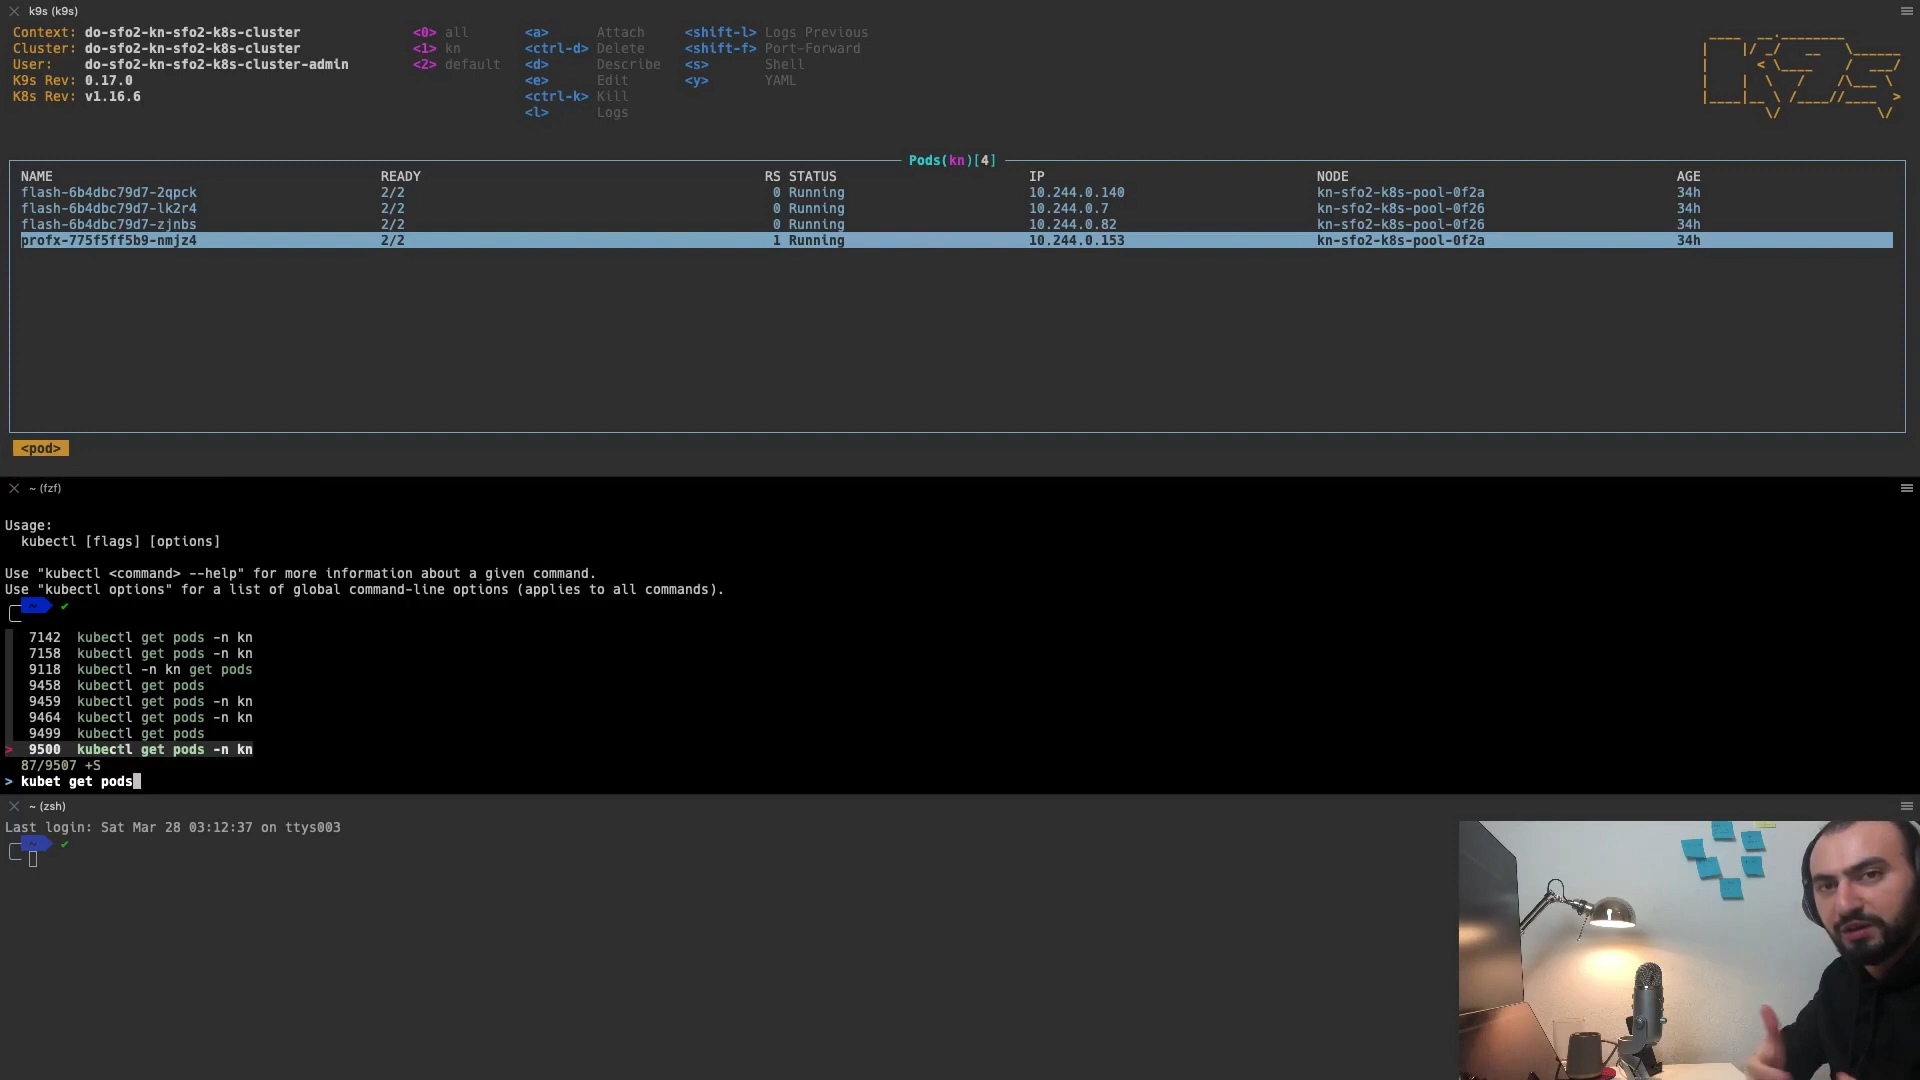 k9s (k9s)
Context: do-sfo2-kn-sfo2-k8s-cluster <0> all <a> Attach <shift-l> Logs Previous
Cluster: do-sfo2-kn-sfo2-k8s-cluster <1> kn <ctrl-d> Delete <shift-f> Port-Forward
User: do-sfo2-kn-sfo2-k8s-cluster-admin <2> default <d> Describe <s> Shell
K9s Rev: 0.17.0 <e> Edit <y> YAML
K8s Rev: v1.16.6 <ctrl-k> Kill
<l> Logs
Pods(kn)[4]
NAME READY RS STATUS IP NODE AGE
flash-6b4dbc79d7-2qpck 2/2 0 Running 10.244.0.140 kn-sfo2-k8s-pool-0f2a 34h
flash-6b4dbc79d7-lk2r4 2/2 0 Running 10.244.0.7 kn-sfo2-k8s-pool-0f26 34h
flash-6b4dbc79d7-zjnbs 2/2 0 Running 10.244.0.82 kn-sfo2-k8s-pool-0f26 34h
profx-775f5ff5b9-nmjz4 2/2 1 Running 10.244.0.153 kn-sfo2-k8s-pool-0f2a 34h
<pod>
~ (fzf)
Usage:
kubectl [flags] [options]
Use "kubectl <command> --help" for more information about a given command.
Use "kubectl options" for a list of global command-line options (applies to all commands).
~ ✔
7142 kubectl get pods -n kn
7158 kubectl get pods -n kn
9118 kubectl -n kn get pods
9458 kubectl get pods
9459 kubectl get pods -n kn
9464 kubectl get pods -n kn
9499 kubectl get pods
> 9500 kubectl get pods -n kn
87/9507 +S
> kubet get pods
~ (zsh)
Last login: Sat Mar 28 03:12:37 on ttys003
~ ✔